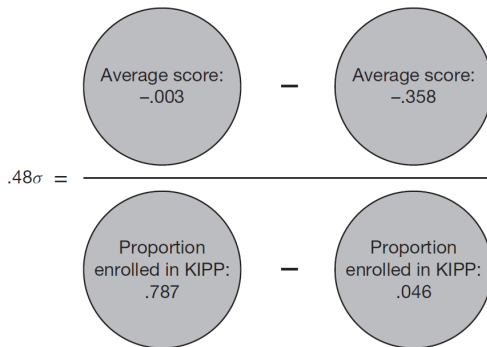 Average score:
–.003
–
Average score:
–.358
.48σ =
Proportion
enrolled in KIPP:
.787
–
Proportion
enrolled in KIPP:
.046